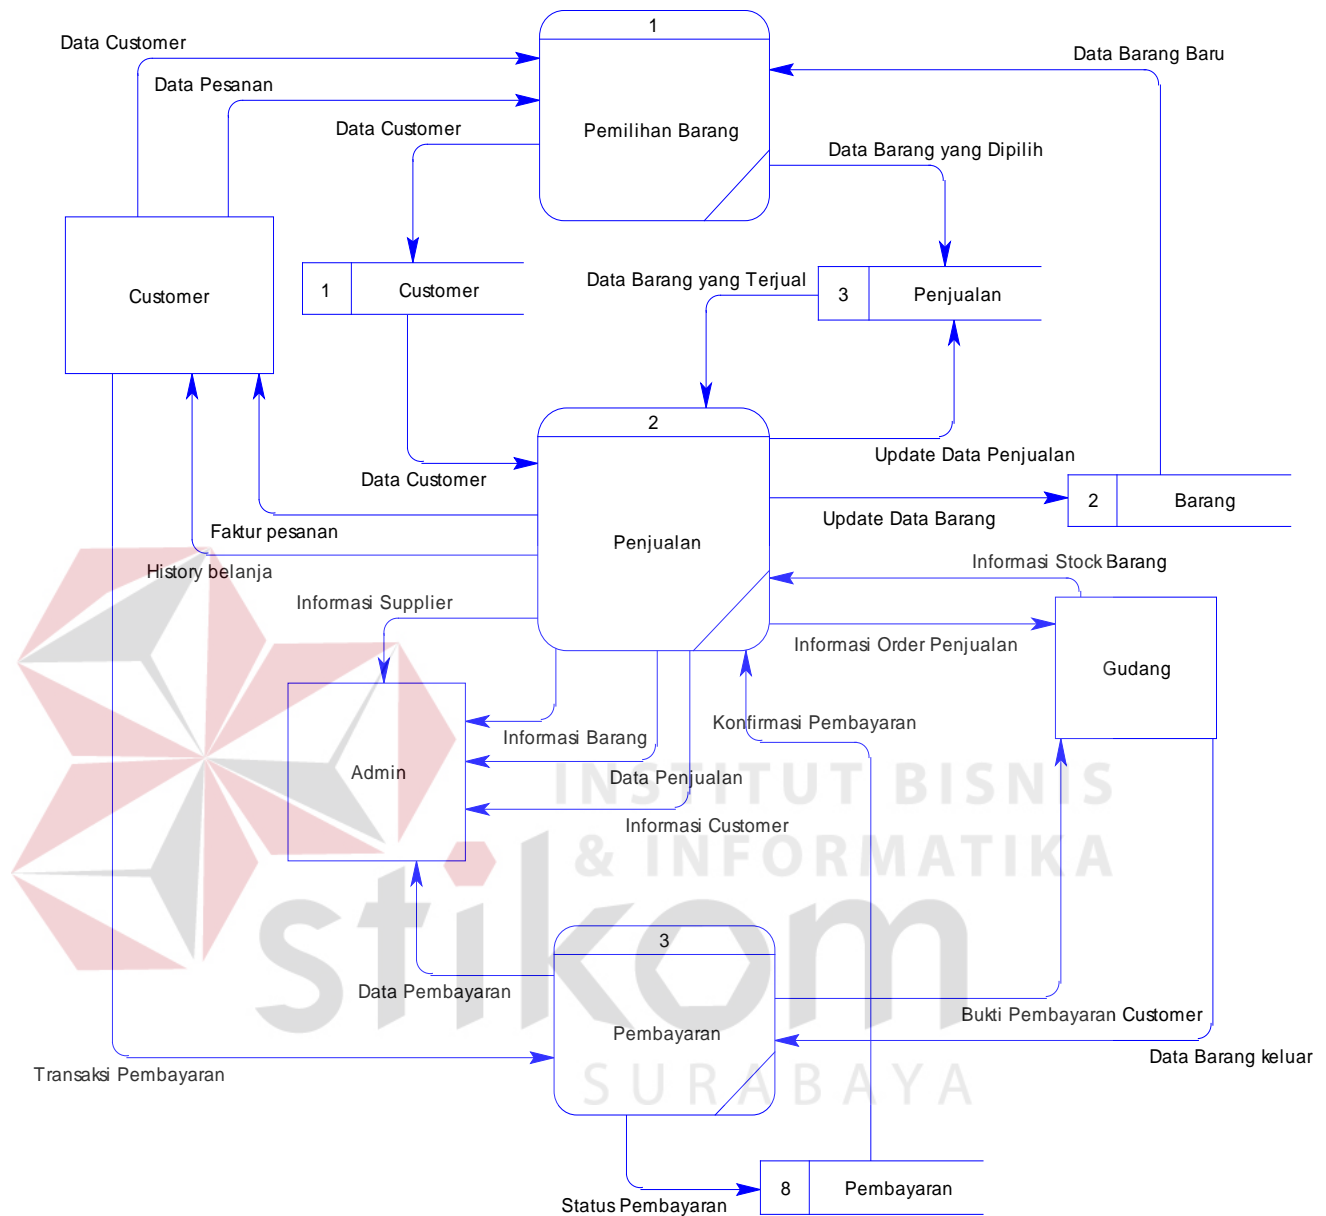 1
Data Customer
Data Barang Baru
Data Pesanan
Data Customer
Pemilihan Barang
Data Barang yang Dipilih
Data Barang yang Terjual
Customer
1 Customer
3 Penjualan
2
Update Data Penjualan
Data Customer
2 Barang
Update Data Barang
Faktur pesanan
Penjualan
Informasi Stock Barang
History belanja
Informasi Supplier
Informasi Order Penjualan
Gudang
Konfirmasi Pembayaran
Informasi Barang
Admin
Data Penjualan
INSTITUT BISNIS
Informasi Customer
& INFORMATIKA
stikom
3
Data Pembayaran
Bukti Pembayaran Customer
Pembayaran
Data Barang keluar
Transaksi Pembayaran
SURABAYA
8 Pembayaran
Status Pembayaran